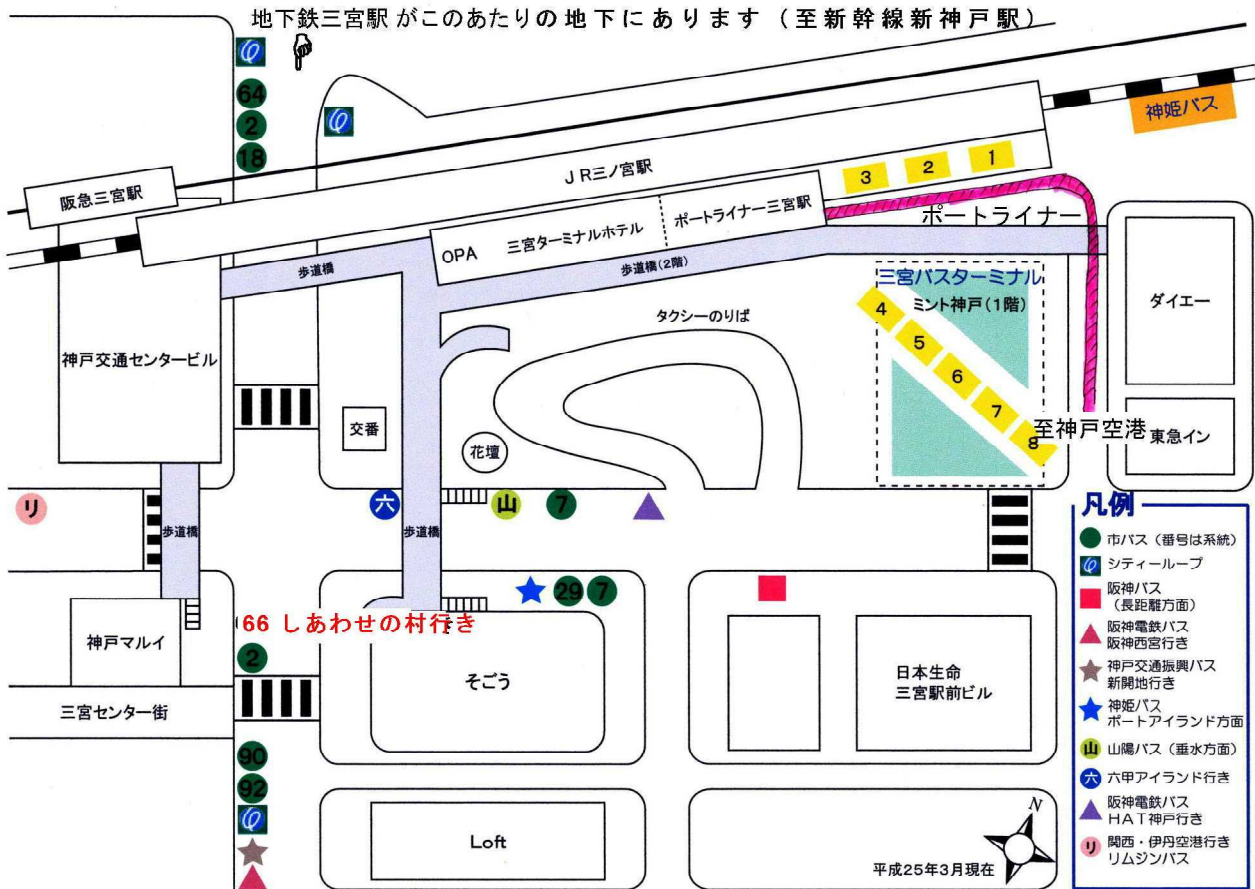 地下鉄三宮駅 がこのあたりの 地下にあります (至新幹線新神戸駅)
64
2
18
神姫バス
阪急三宮駅
JR三ノ宮駅
3
2
1
OPA
三宮ターミナルホテル
ポートライナー三宮駅
ポートライナー
歩道橋
歩道橋(2階)
三宮バスターミナル
ミント神戸(1階)
4
5
6
7
8
至神戸空港
ダイエー
東急イン
タクシーのりば
神戸交通センタービル
交番
花壇
リ
歩道橋
六
歩道橋
山
7
29
7
66 しあわせの村行き
神戸マルイ
2
三宮センター街
そごう
日本生命
三宮駅前ビル
90
92
Loft
N
平成25年3月現在
凡例
市バス(番号は系統)
シティーループ
阪神バス
(長距離方面)
阪神電鉄バス
阪神西宮行き
神戸交通振興バス
新開地行き
神姫バス
ポートアイランド方面
山 山陽バス(垂水方面)
六 六甲アイランド行き
阪神電鉄バス
HAT神戸行き
リ 関西・伊丹空港行き
リムジンバス